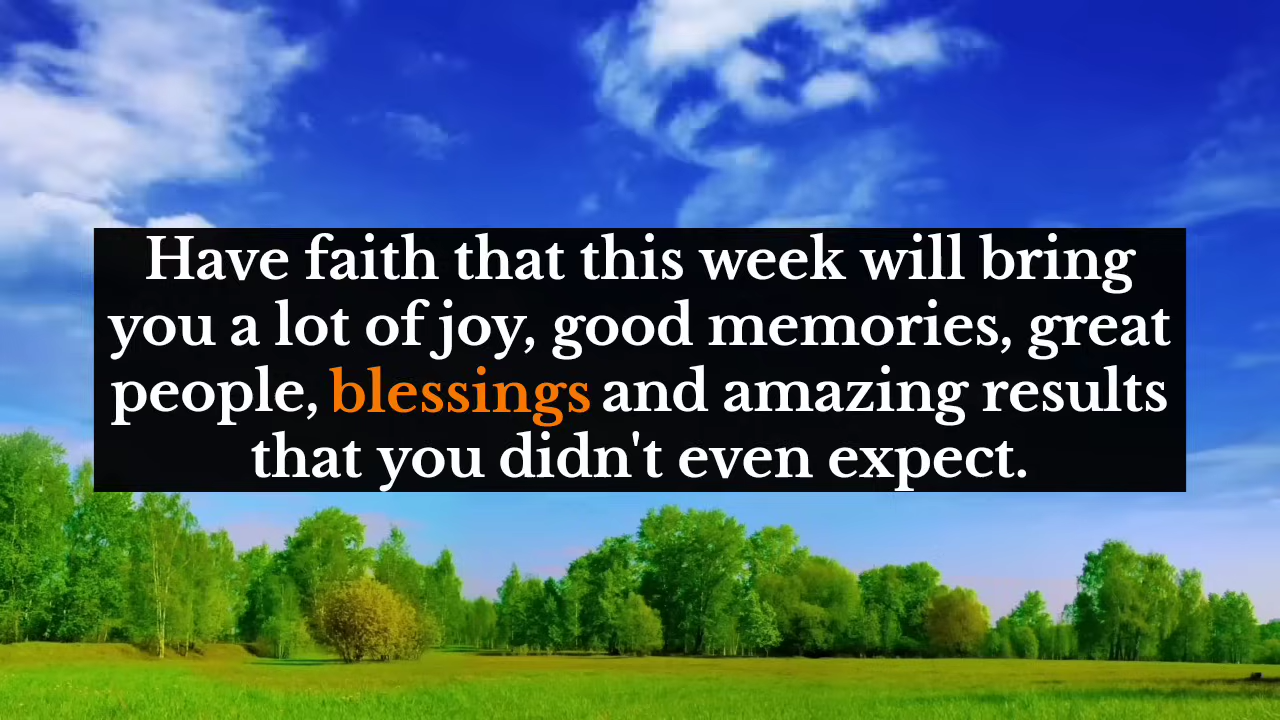 Have faith that this week will bring
you a lot of joy, good memories, great
people, blessings and amazing results
that you didn't even expect.